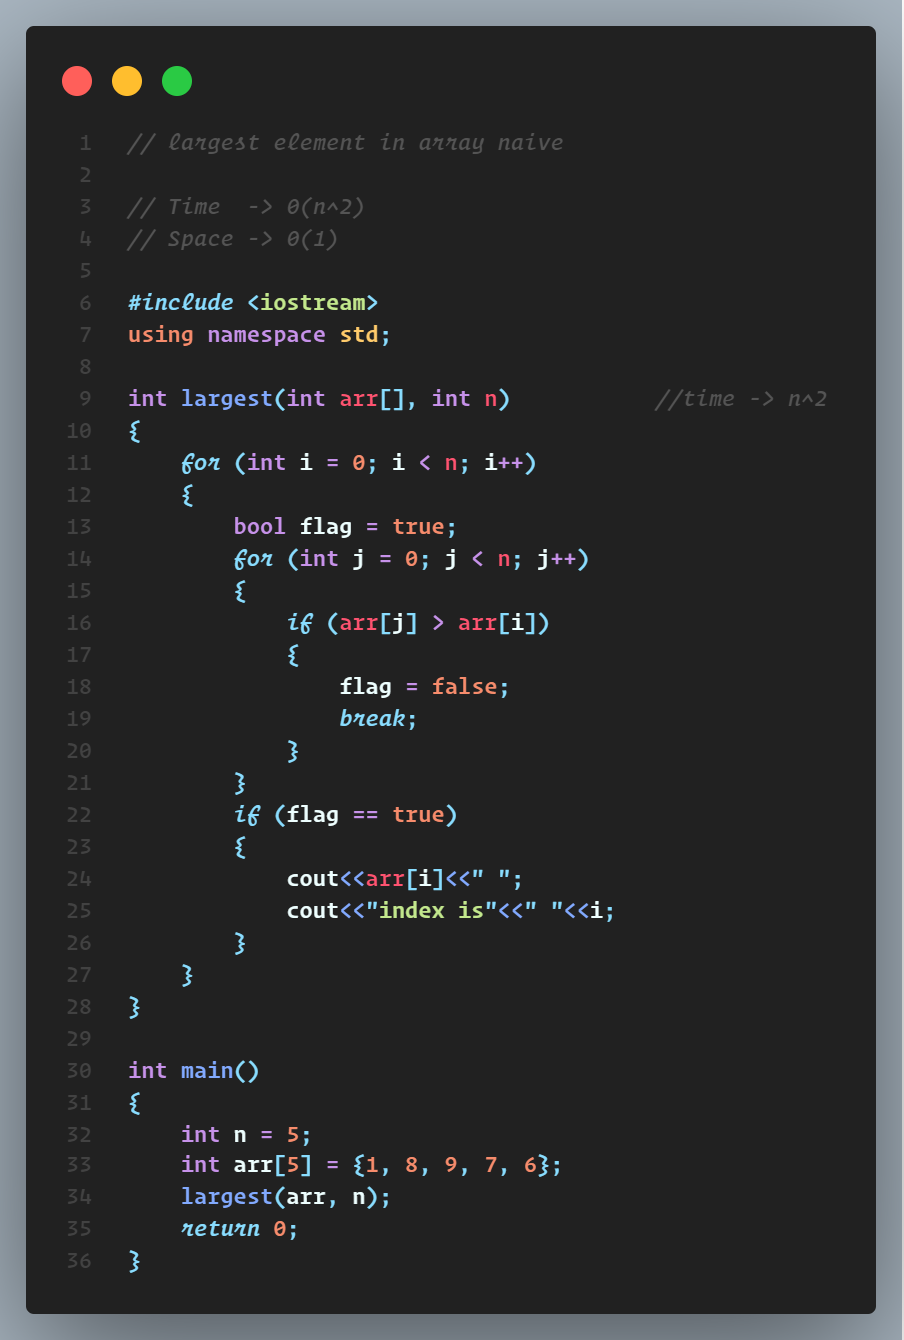 1 // largest element in array naive
2
3 // Time  -> 0(n^2)
4 // Space -> 0(1)
5
6 #include <iostream>
7 using namespace std;
8
9 int largest(int arr[], int n)           //time -> n^2
10 {
11     for (int i = 0; i < n; i++)
12     {
13         bool flag = true;
14         for (int j = 0; j < n; j++)
15         {
16             if (arr[j] > arr[i])
17             {
18                 flag = false;
19                 break;
20             }
21         }
22         if (flag == true)
23         {
24             cout<<arr[i]<<" ";
25             cout<<"index is"<<" "<<i;
26         }
27     }
28 }
29
30 int main()
31 {
32     int n = 5;
33     int arr[5] = {1, 8, 9, 7, 6};
34     largest(arr, n);
35     return 0;
36 }